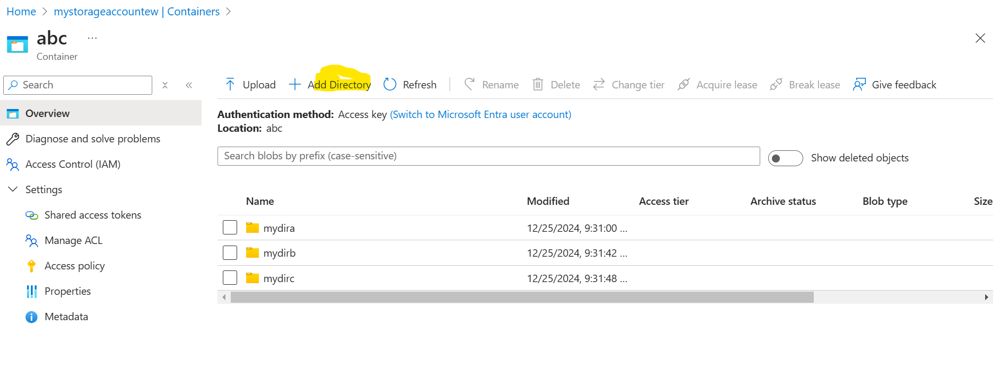 Home > mystorageaccountew | Containers >
abc ...
Container
Search
Upload Add Directory Refresh Rename Delete Change tier Acquire lease Break lease Give feedback
Overview
Diagnose and solve problems
Access Control (IAM)
Settings
Shared access tokens
Manage ACL
Access policy
Properties
Metadata
Authentication method: Access key (Switch to Microsoft Entra user account)
Location: abc
Search blobs by prefix (case-sensitive)
Show deleted objects
Name Modified Access tier Archive status Blob type Size
mydira 12/25/2024, 9:31:00 ...
mydirb 12/25/2024, 9:31:42 ...
mydirc 12/25/2024, 9:31:48 ...